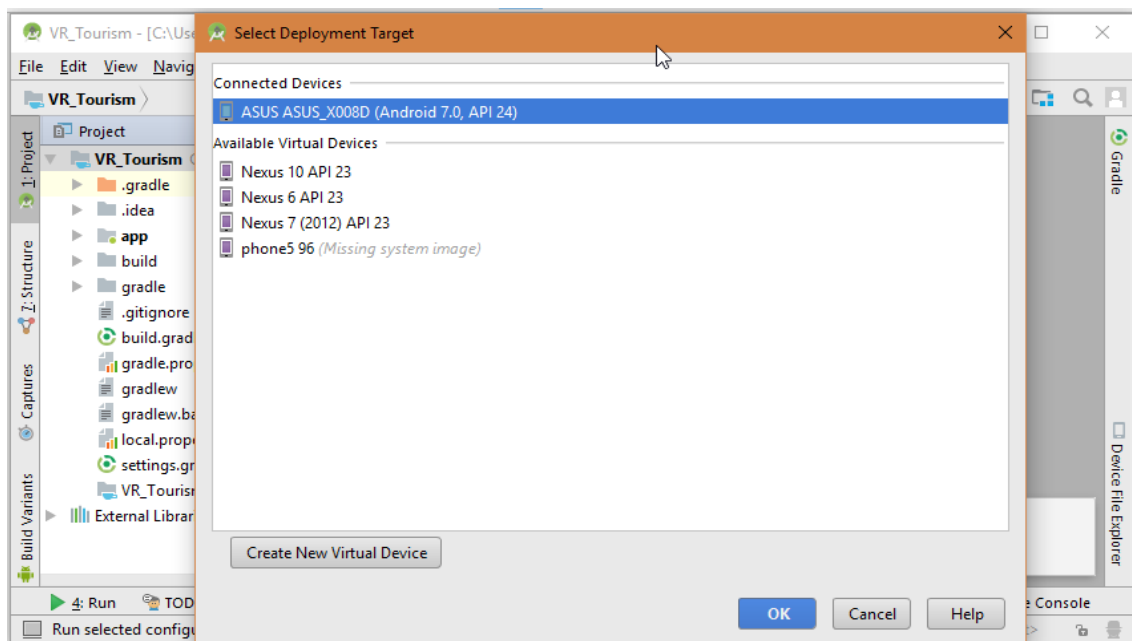 VR_Tourism - [C:\Use
Select Deployment Target
File Edit View Navig
VR_Tourism
1: Project
Z: Structure
Captures
Build Variants
Project
VR_Tourism
.gradle
.idea
app
build
gradle
.gitignore
build.grad
gradle.pro
gradlew
gradlew.ba
local.prope
settings.gr
VR_Touris
External Librar
Connected Devices
ASUS ASUS_X008D (Android 7.0, API 24)
Available Virtual Devices
Nexus 10 API 23
Nexus 6 API 23
Nexus 7 (2012) API 23
phone5 96 (Missing system image)
Create New Virtual Device
OK Cancel Help
Gradle
Device File Explorer
4: Run TOD
e Console
Run selected configu